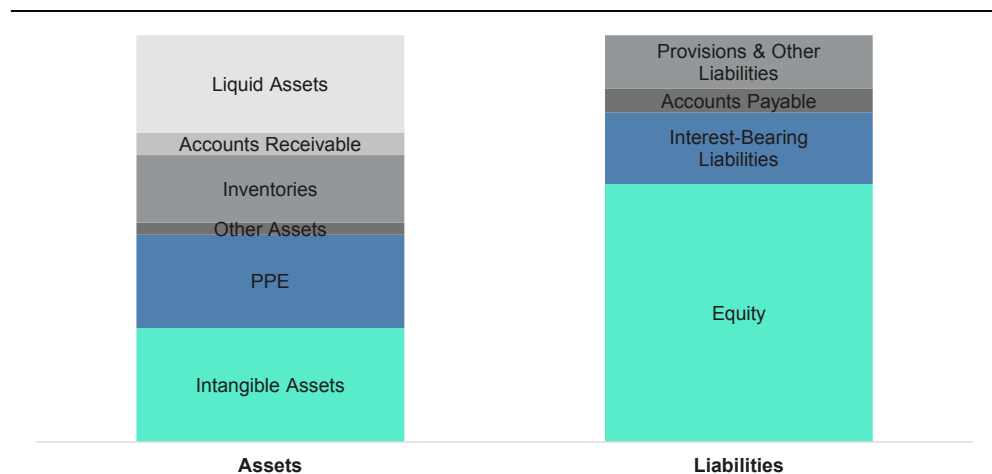 Liquid Assets
Accounts Receivable
Inventories
Other Assets
PPE
Intangible Assets
Assets
Provisions & Other
Liabilities
Accounts Payable
Interest-Bearing
Liabilities
Equity
Liabilities